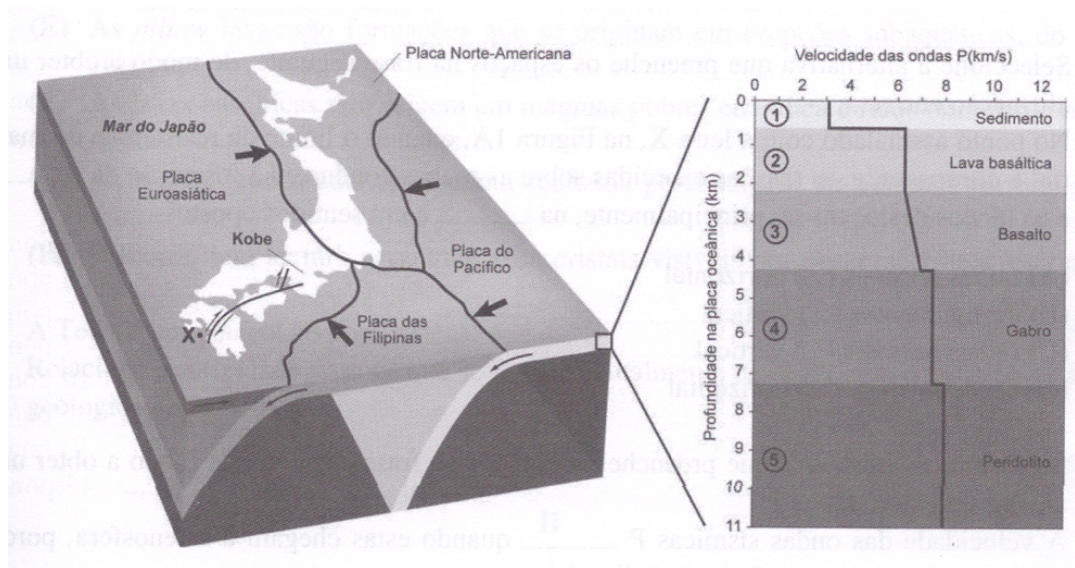 Placa Norte-Americana
Mar do Japão
Placa
Euroasiática
Kobe
Placa do
Pacifico
Placa das
Filipinas
X
Velocidade das ondas P(km/s)
0 2 4 6 8 10 12
Profundidade na placa oceânica (km)
0
1
2
3
4
5
6
7
8
9
10
11
1 Sedimento
2 Lava basáltica
3 Basalto
4 Gabro
5 Peridotito